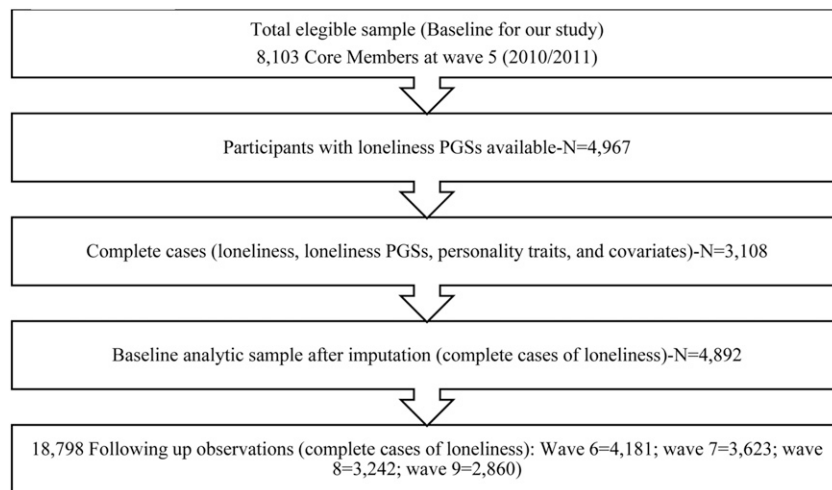 Total elegible sample (Baseline for our study)
8,103 Core Members at wave 5 (2010/2011)
Participants with loneliness PGSs available-N=4,967
Complete cases (loneliness, loneliness PGSs, personality traits, and covariates)-N=3,108
Baseline analytic sample after imputation (complete cases of loneliness)-N=4,892
18,798 Following up observations (complete cases of loneliness): Wave 6=4,181; wave 7=3,623; wave
8=3,242; wave 9=2,860)